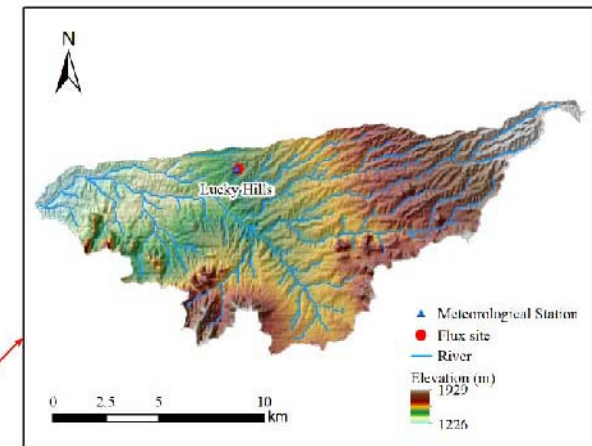 N
Lucky Hills
Meteorological Station
Flux site
River
Elevation (m)
1929
1226
0 2.5 5 10
km